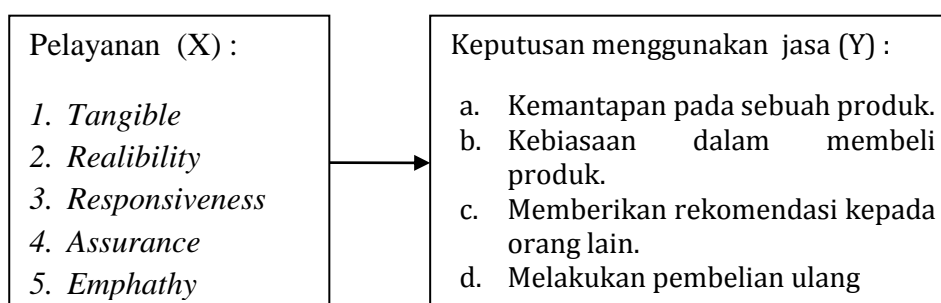 Pelayanan (X) :
1. Tangible
2. Realibility
3. Responsiveness
4. Assurance
5. Emphathy
Keputusan menggunakan jasa (Y) :
a. Kemantapan pada sebuah produk.
b. Kebiasaan dalam membeli
produk.
c. Memberikan rekomendasi kepada
orang lain.
d. Melakukan pembelian ulang